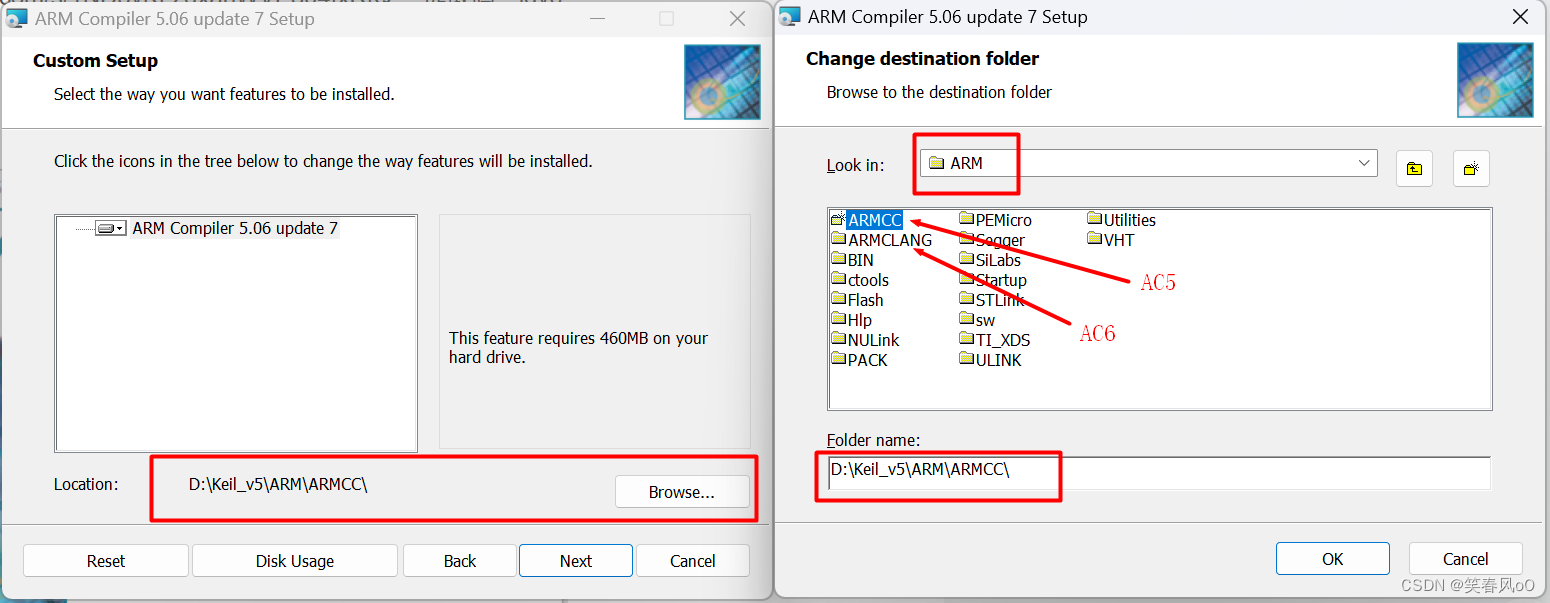 ARM Compiler 5.06 update 7 Setup
Custom Setup
Select the way you want features to be installed.
Click the icons in the tree below to change the way features will be installed.
ARM Compiler 5.06 update 7
This feature requires 460MB on your
hard drive.
Location:
D:\Keil_v5\ARM\ARMCC\
Browse...
Reset
Disk Usage
Back
Next
Cancel
ARM Compiler 5.06 update 7 Setup
Change destination folder
Browse to the destination folder
Look in:
ARM
ARMCC
ARMCLANG
BIN
ctools
Flash
Hlp
NULink
PACK
PEMicro
Segger
SiLabs
Startup
STLink
sw
TI_XDS
ULINK
Utilities
VHT
AC5
AC6
Folder name:
D:\Keil_v5\ARM\ARMCC\
OK
Cancel
CSDN @笑春风oO